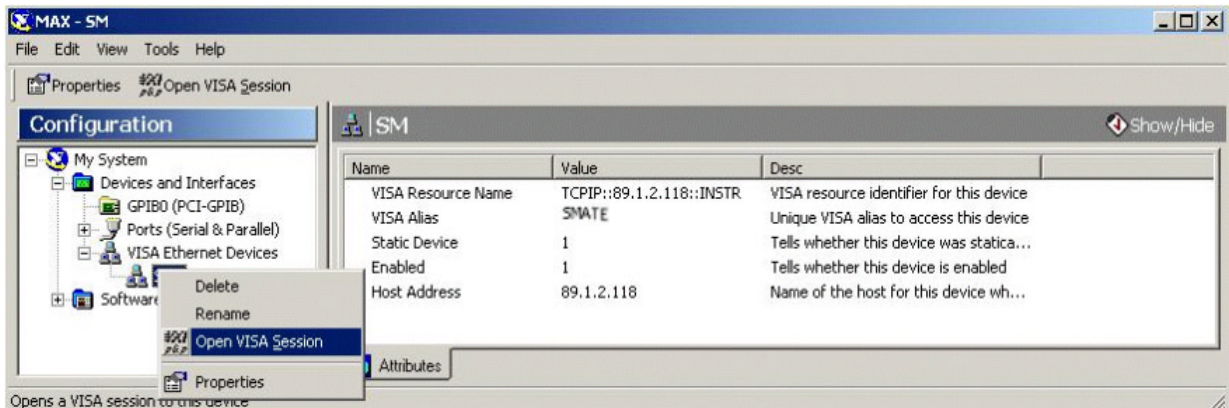 MAX - SM
File Edit View Tools Help
Properties Open VISA Session
Configuration
SM
Show/Hide
My System
Devices and Interfaces
GPIB0 (PCI-GPIB)
Ports (Serial & Parallel)
VISA Ethernet Devices
Software
Delete
Rename
Open VISA Session
Properties
Name Value Desc
VISA Resource Name TCPIP::89.1.2.118::INSTR VISA resource identifier for this device
VISA Alias SMATE Unique VISA alias to access this device
Static Device 1 Tells whether this device was statica...
Enabled 1 Tells whether this device is enabled
Host Address 89.1.2.118 Name of the host for this device wh...
Attributes
Opens a VISA session to this device